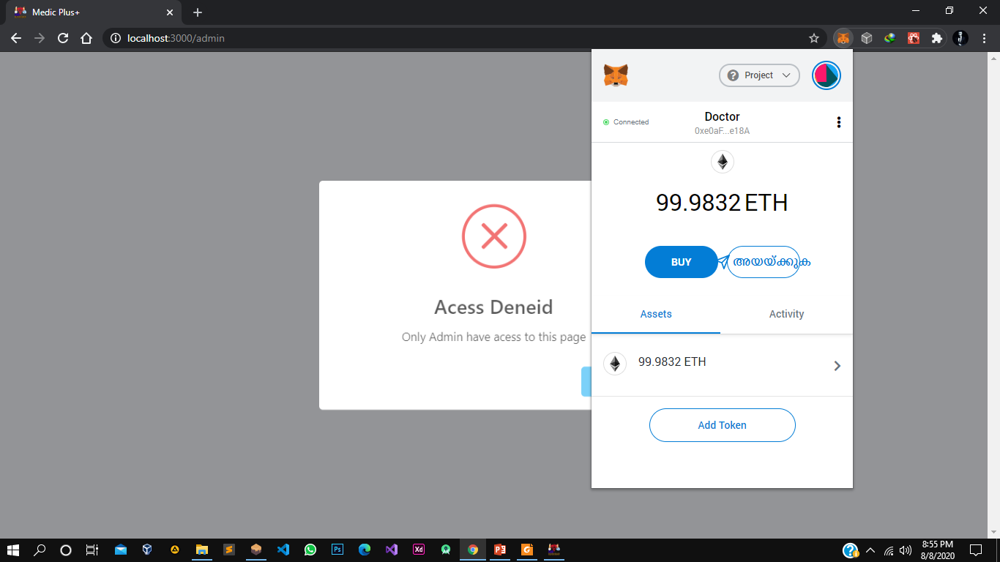 Medic Plus+
localhost:3000/admin
Project
Connected
Doctor
0xe0aF...e18A
99.9832 ETH
BUY
അയയ്ക്കുക
Assets
Activity
99.9832 ETH
Add Token
Acess Deneid
Only Admin have acess to this page
8:55 PM
8/8/2020